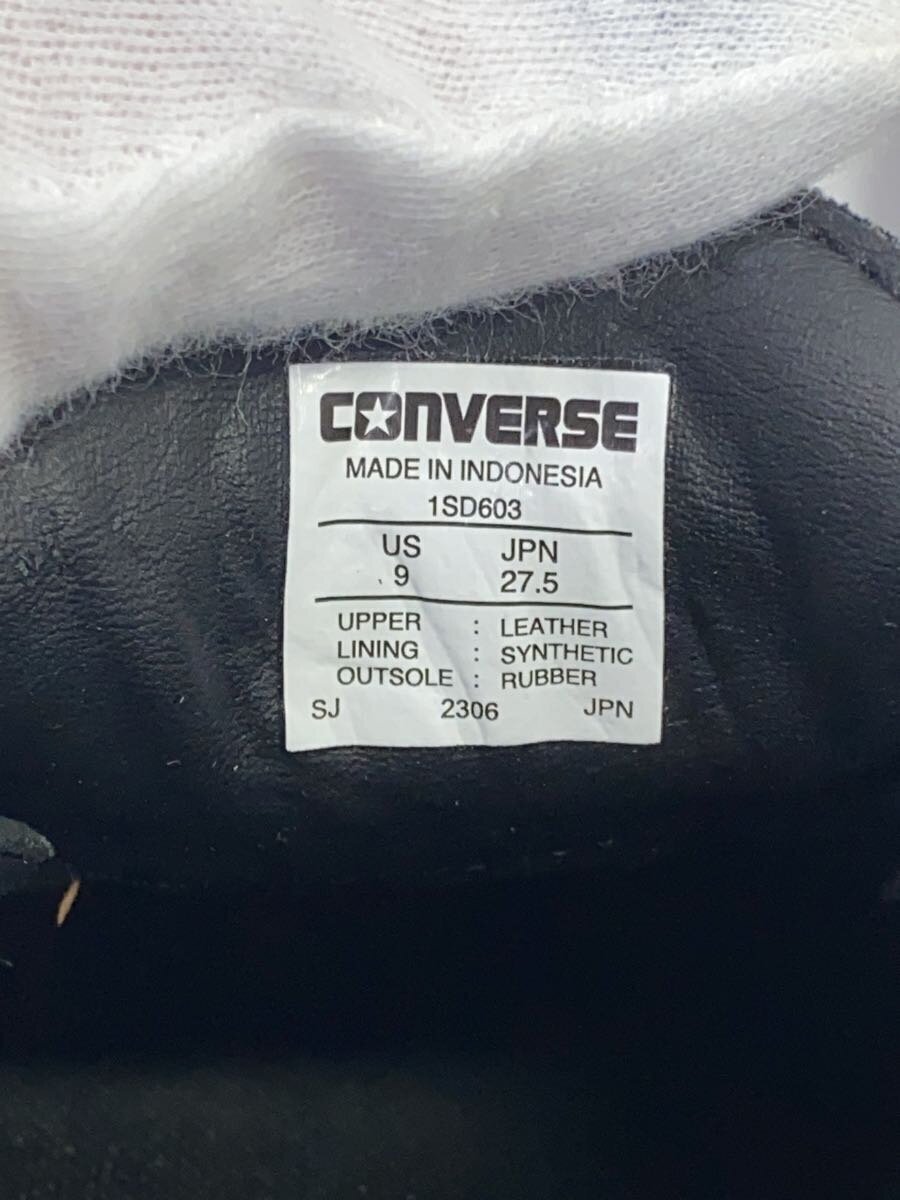 CONVERSE
MADE IN INDONESIA
1SD603
US JPN
9 27.5
UPPER : LEATHER
LINING : SYNTHETIC
OUTSOLE : RUBBER
SJ 2306 JPN